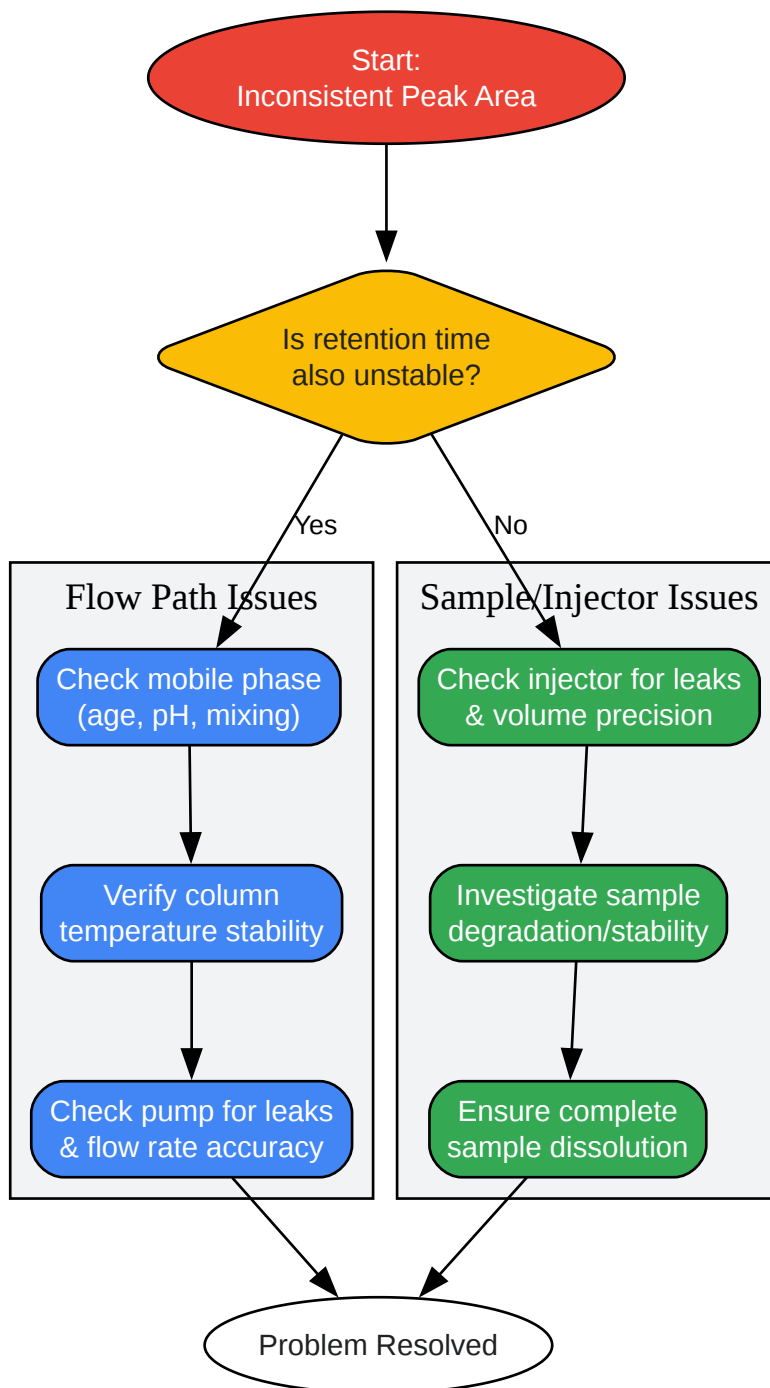 Start:
Inconsistent Peak Area
Is retention time
also unstable?
Yes
No
Flow Path Issues
Check mobile phase
(age, pH, mixing)
Verify column
temperature stability
Check pump for leaks
& flow rate accuracy
Sample/Injector Issues
Check injector for leaks
& volume precision
Investigate sample
degradation/stability
Ensure complete
sample dissolution
Problem Resolved